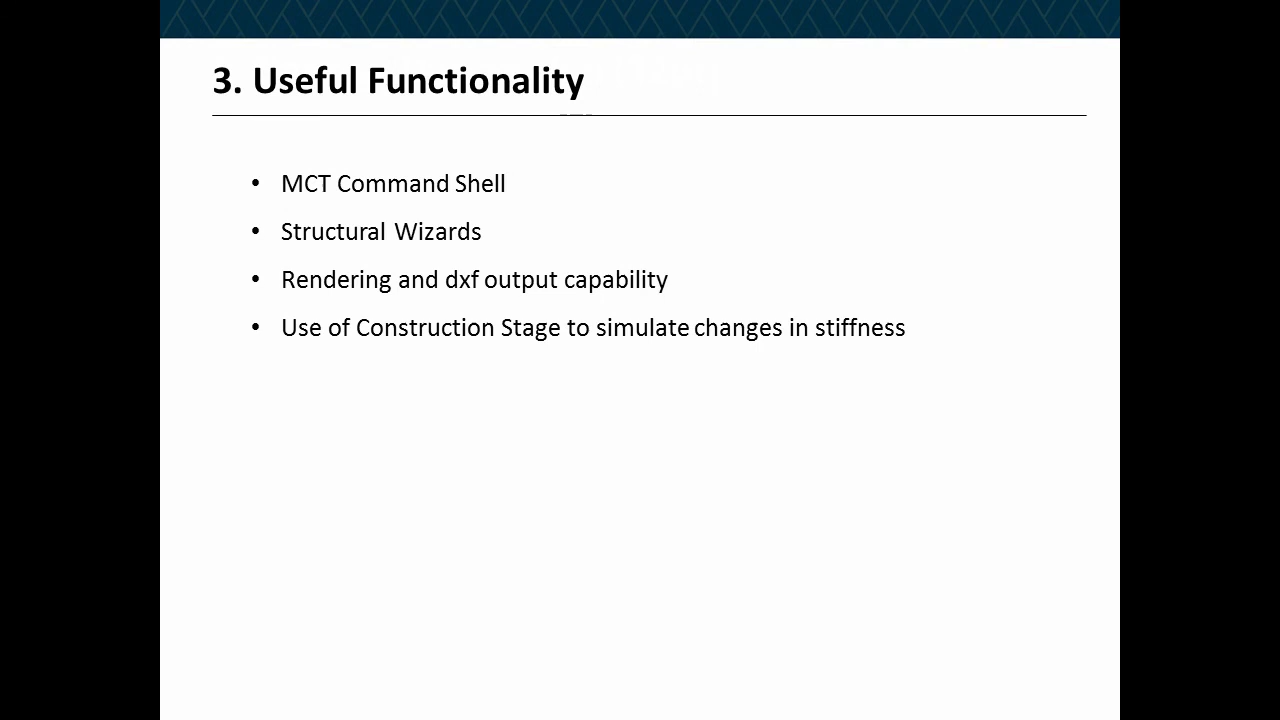 3. Useful Functionality
• MCT Command Shell
• Structural Wizards
• Rendering and dxf output capability
• Use of Construction Stage to simulate changes in stiffness